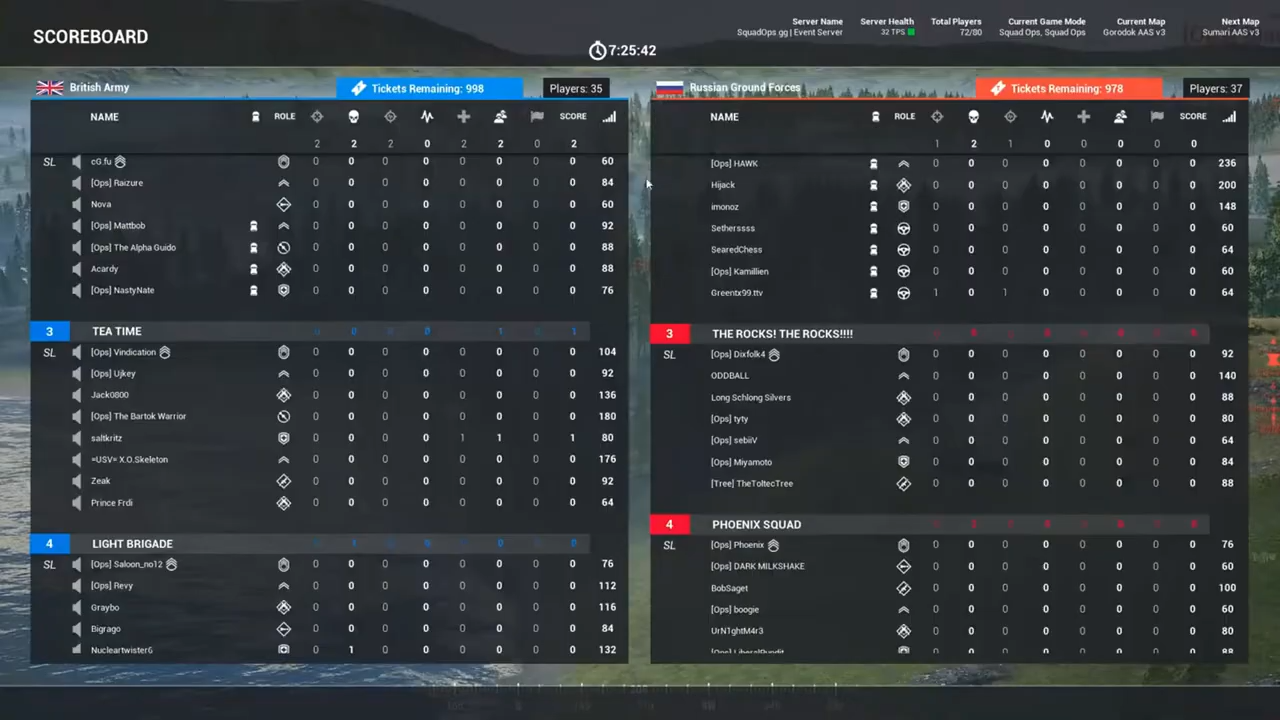 SCOREBOARD
Server Name
SquadOps.gg | Event Server
Server Health
32 TPS
Total Players
72/80
Current Game Mode
Squad Ops, Squad Ops
Current Map
Gorodok AAS v3
Next Map
Sumari AAS v3
7:25:42
British Army
Tickets Remaining: 998
Players: 35
NAME ROLE SCORE
2 2 2 0 2 2 0 2
SL cG.fu 0 0 0 0 0 0 0 0 60
[Ops] Raizure 0 0 0 0 0 0 0 0 84
Nova 0 0 0 0 0 0 0 0 60
[Ops] Mattbob 0 0 0 0 0 0 0 0 92
[Ops] The Alpha Guido 0 0 0 0 0 0 0 0 88
Acardy 0 0 0 0 0 0 0 0 88
[Ops] NastyNate 0 0 0 0 0 0 0 0 76
3 TEA TIME 0 0 0 0 1 0 1
SL [Ops] Vindication 0 0 0 0 0 0 0 0 104
[Ops] Ujkey 0 0 0 0 0 0 0 0 92
Jack0800 0 0 0 0 0 0 0 0 136
[Ops] The Bartok Warrior 0 0 0 0 0 0 0 0 180
saltkritz 0 0 0 0 1 1 0 1 80
=USV= X.O.Skeleton 0 0 0 0 0 0 0 0 176
Zeak 0 0 0 0 0 0 0 0 92
Prince Frdi 0 0 0 0 0 0 0 0 64
4 LIGHT BRIGADE 0 1 0 0 0 0 0
SL [Ops] Saloon_no12 0 0 0 0 0 0 0 0 76
[Ops] Revy 0 0 0 0 0 0 0 0 112
Graybo 0 0 0 0 0 0 0 0 116
Bigrago 0 0 0 0 0 0 0 0 84
Nucleartwister6 0 1 0 0 0 0 0 0 132
Russian Ground Forces
Tickets Remaining: 978
Players: 37
NAME ROLE SCORE
1 2 1 0 0 0 0 0
[Ops] HAWK 0 0 0 0 0 0 0 0 236
Hijack 0 0 0 0 0 0 0 0 200
imonoz 0 0 0 0 0 0 0 0 148
Setherssss 0 0 0 0 0 0 0 0 60
SearedChess 0 0 0 0 0 0 0 0 64
[Ops] Kamillien 0 0 0 0 0 0 0 0 60
Greentx99.ttv 1 0 1 0 0 0 0 0 64
3 THE ROCKS! THE ROCKS!!!!
SL [Ops] Dixfolk4 0 0 0 0 0 0 0 0 92
ODDBALL 0 0 0 0 0 0 0 0 140
Long Schlong Silvers 0 0 0 0 0 0 0 0 88
[Ops] tyty 0 0 0 0 0 0 0 0 80
[Ops] sebiiV 0 0 0 0 0 0 0 0 64
[Ops] Miyamoto 0 0 0 0 0 0 0 0 84
[Tree] TheToltecTree 0 0 0 0 0 0 0 0 88
4 PHOENIX SQUAD
SL [Ops] Phoenix 0 0 0 0 0 0 0 0 76
[Ops] DARK MILKSHAKE 0 0 0 0 0 0 0 0 60
BobSaget 0 0 0 0 0 0 0 0 100
[Ops] boogie 0 0 0 0 0 0 0 0 60
UrN1ghtM4r3 0 0 0 0 0 0 0 0 80